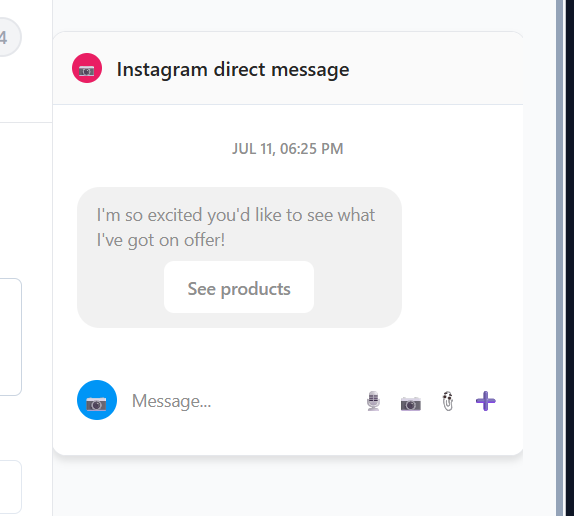 4
Instagram direct message
JUL 11, 06:25 PM
I'm so excited you'd like to see what
I've got on offer!
See products
Message...